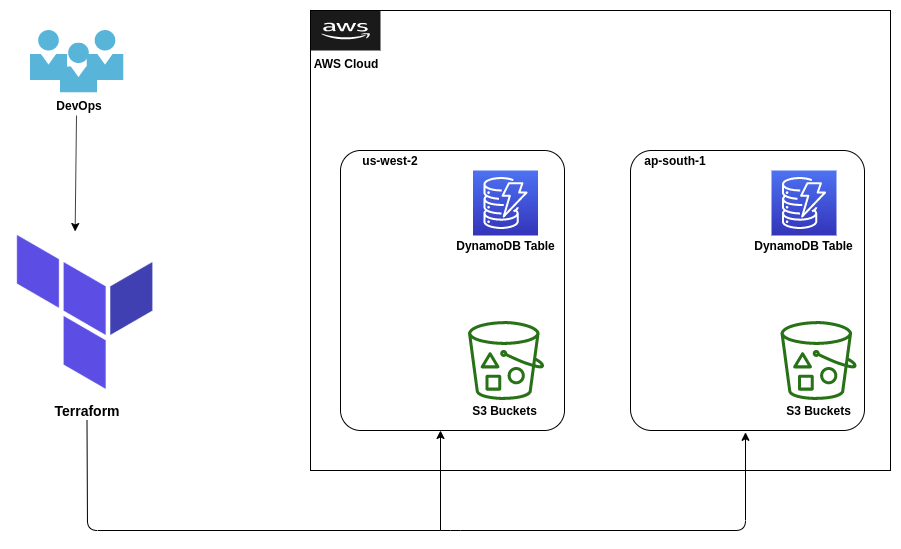 aws
AWS Cloud
DevOps
us-west-2
ap-south-1
DynamoDB Table
DynamoDB Table
S3 Buckets
S3 Buckets
Terraform